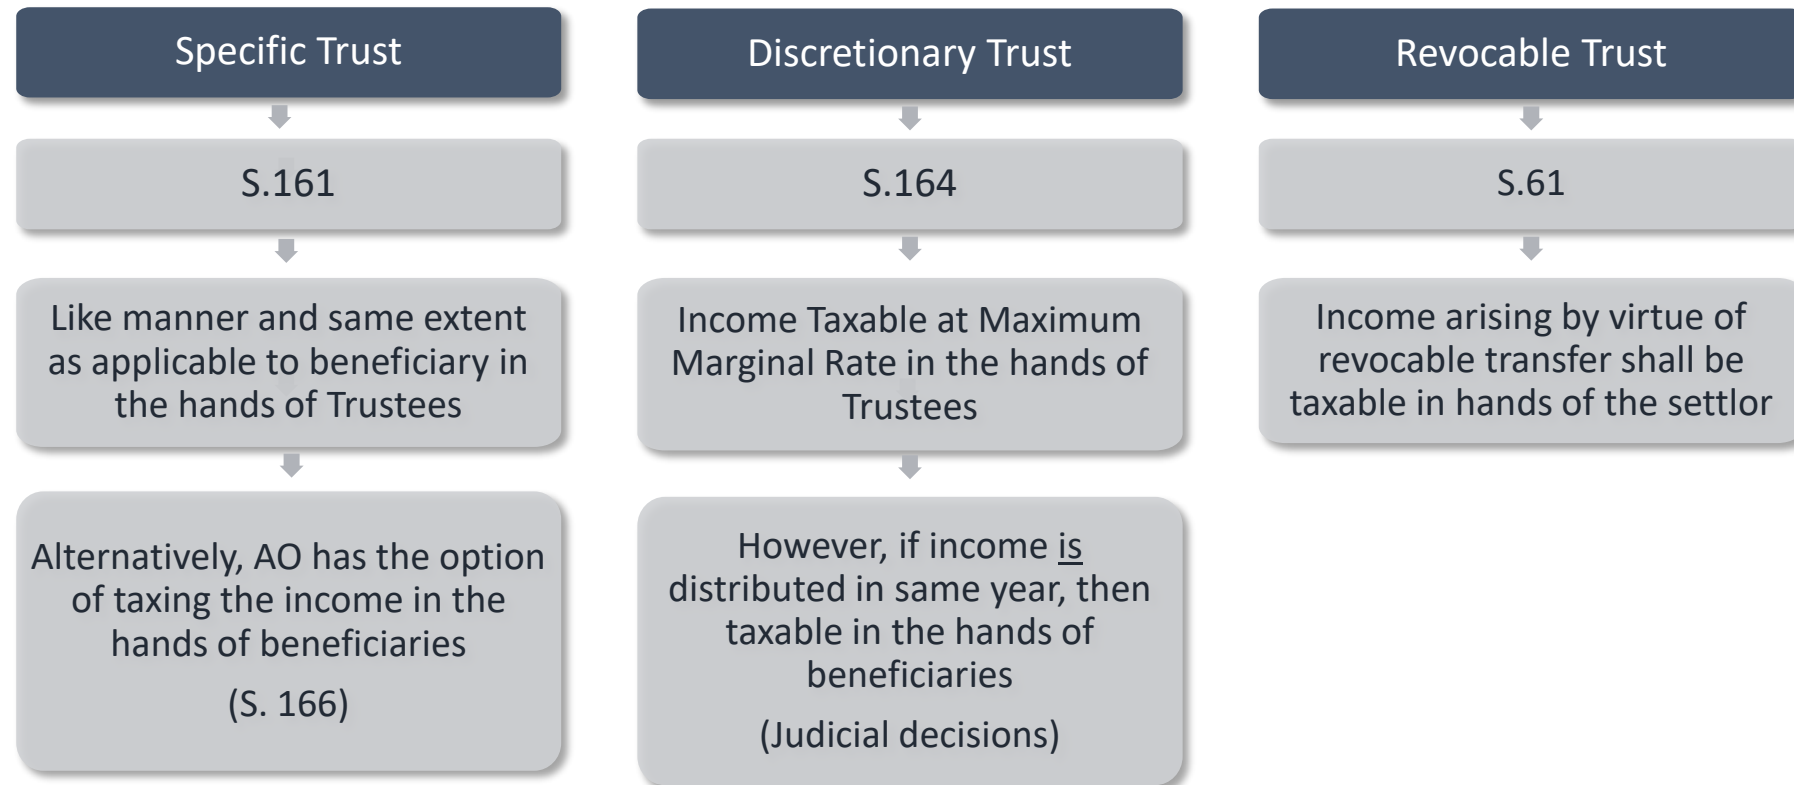 Specific Trust
S.161
Like manner and same extent
as applicable to beneficiary in
the hands of Trustees
Alternatively, AO has the option
of taxing the income in the
hands of beneficiaries
(S. 166)
Discretionary Trust
S.164
Income Taxable at Maximum
Marginal Rate in the hands of
Trustees
However, if income is
distributed in same year, then
taxable in the hands of
beneficiaries
(Judicial decisions)
Revocable Trust
S.61
Income arising by virtue of
revocable transfer shall be
taxable in hands of the settlor